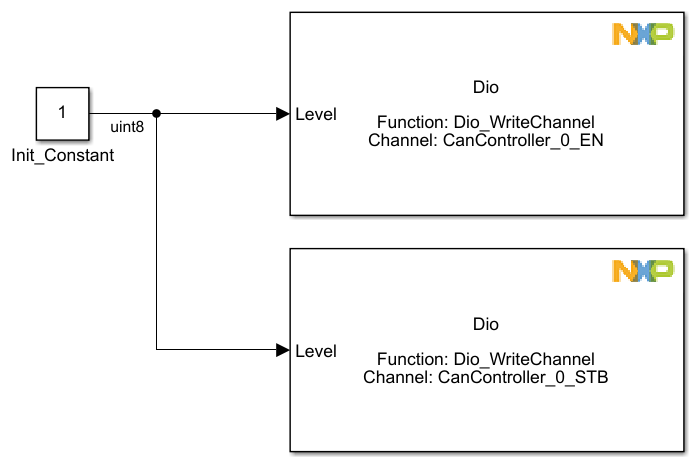 NXP
Dio
1
Level
Function: Dio_WriteChannel
uint8
Channel: CanController_0_EN
Init_Constant
NXP
Dio
Level
Function: Dio_WriteChannel
Channel: CanController_0_STB